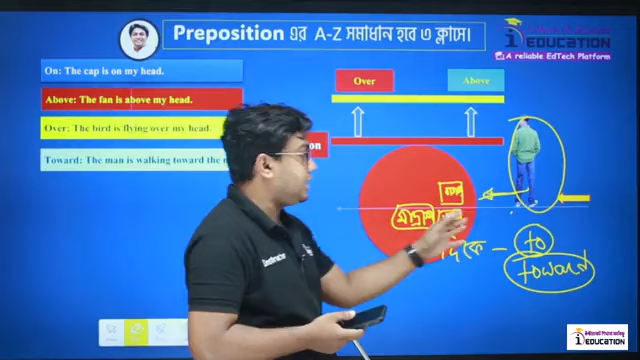 Preposition এর A-Z সমাধান হবে ৩ ক্লাসে।
EDUCATION
A reliable EdTech Platform
On: The cap is on my head.
Above: The fan is above my head.
Over: The bird is flying over my head.
Toward: The man is walking toward the
Over
Above
on
দিকে - to
toward
Instructor
EDUCATION